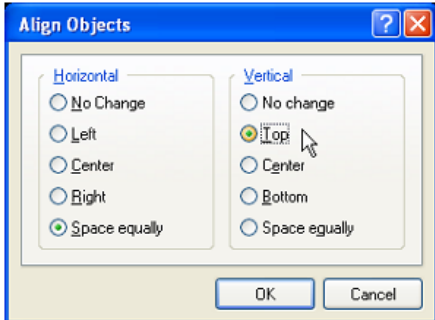 Align Objects
Horizontal
No Change
Left
Center
Right
Space equally
Vertical
No change
Top
Center
Bottom
Space equally
OK
Cancel